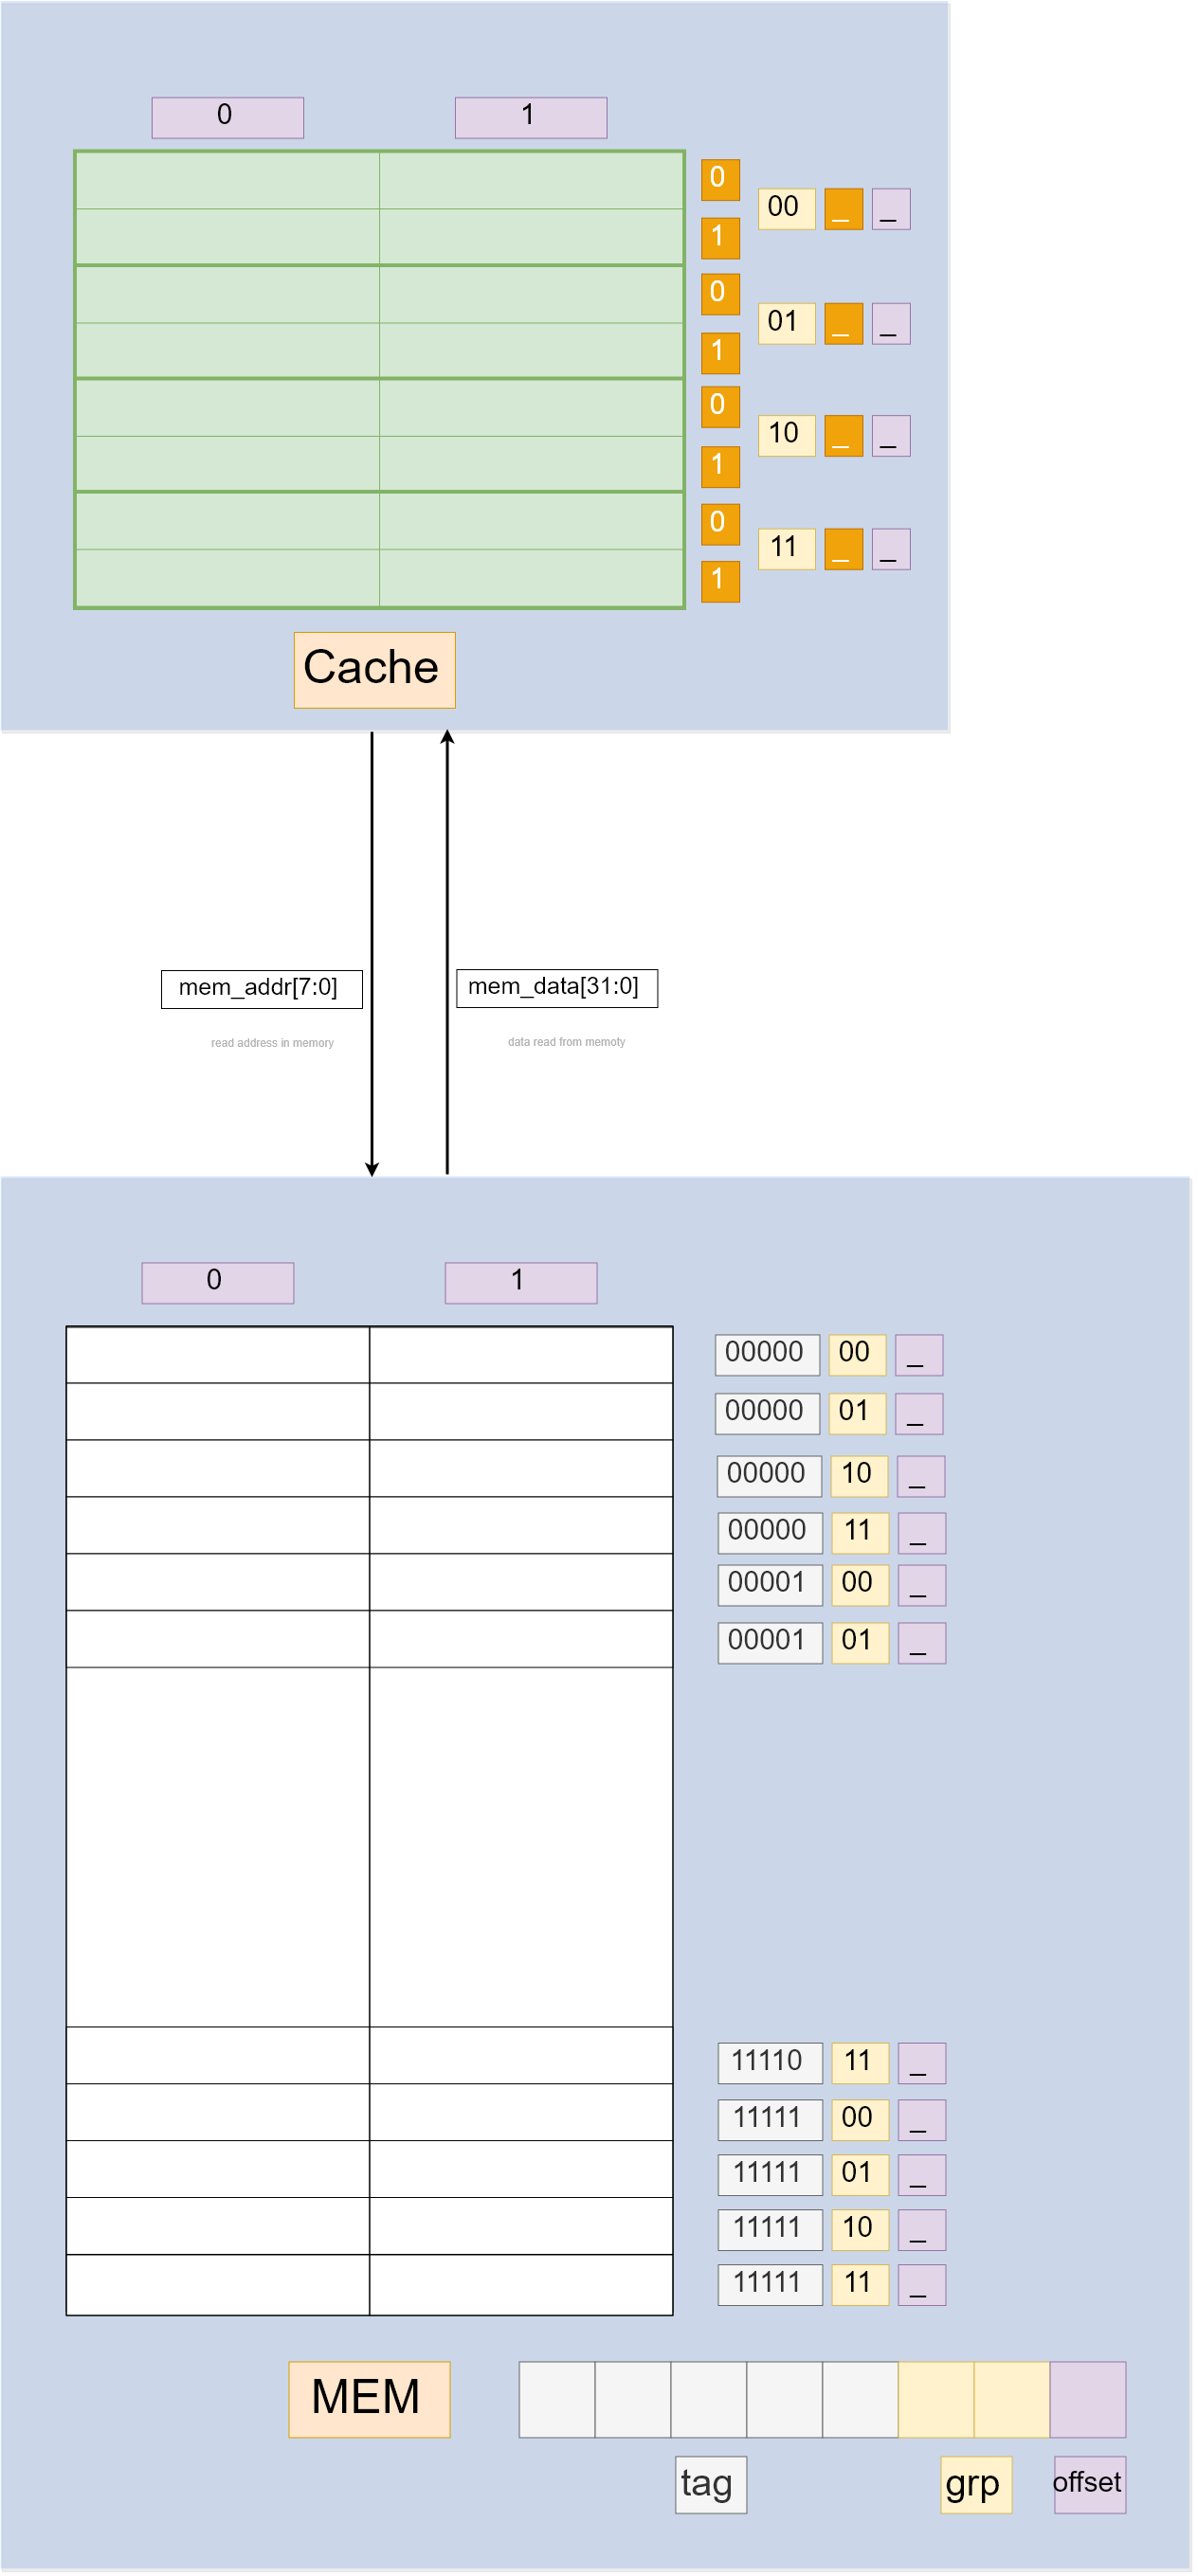 0 1
0
00 _ _
1
0
01 _ _
1
0
10 _ _
1
0
11 _ _
1
Cache
mem_addr[7:0] mem_data[31:0]
read address in memory data read from memoty
0 1
00000 00 _
00000 01 _
00000 10 _
00000 11 _
00001 00 _
00001 01 _
11110 11 _
11111 00 _
11111 01 _
11111 10 _
11111 11 _
MEM
tag grp offset